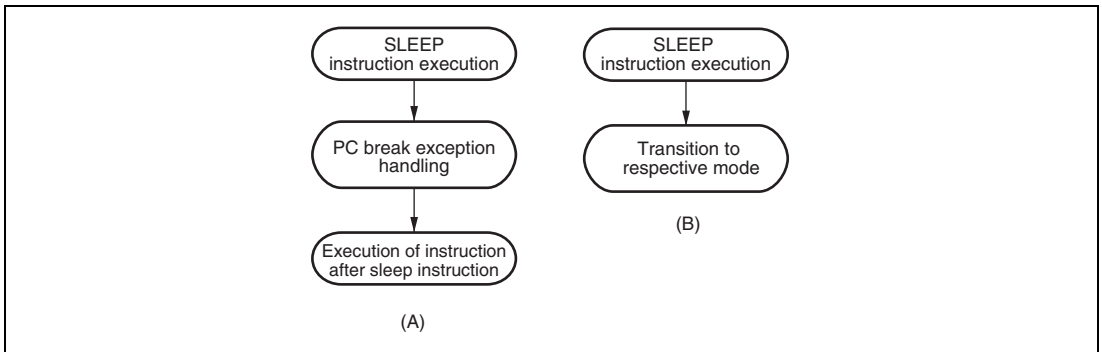 SLEEP
instruction execution
PC break exception
handling
Execution of instruction
after sleep instruction
(A)
SLEEP
instruction execution
Transition to
respective mode
(B)